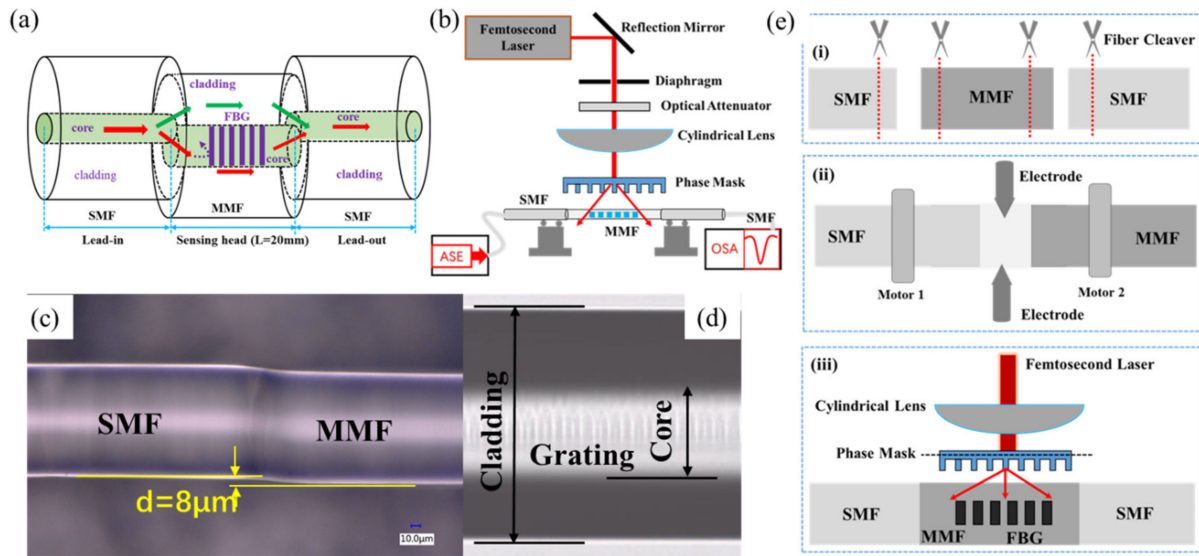 (a)
cladding
FBG
core
core
core
cladding
cladding
SMF
MMF
SMF
Lead-in
Sensing head (L=20mm)
Lead-out
(b)
Femtosecond
Laser
Reflection Mirror
Diaphragm
Optical Attenuator
Cylindrical Lens
Phase Mask
SMF
SMF
MMF
ASE
OSA
(c)
SMF
MMF
d=8μm
10.0μm
(d)
Cladding
Grating
Core
(e)
(i)
Fiber Cleaver
SMF
MMF
SMF
(ii)
Electrode
SMF
MMF
Motor 1
Motor 2
Electrode
(iii)
Femtosecond Laser
Cylindrical Lens
Phase Mask
SMF
MMF
FBG
SMF